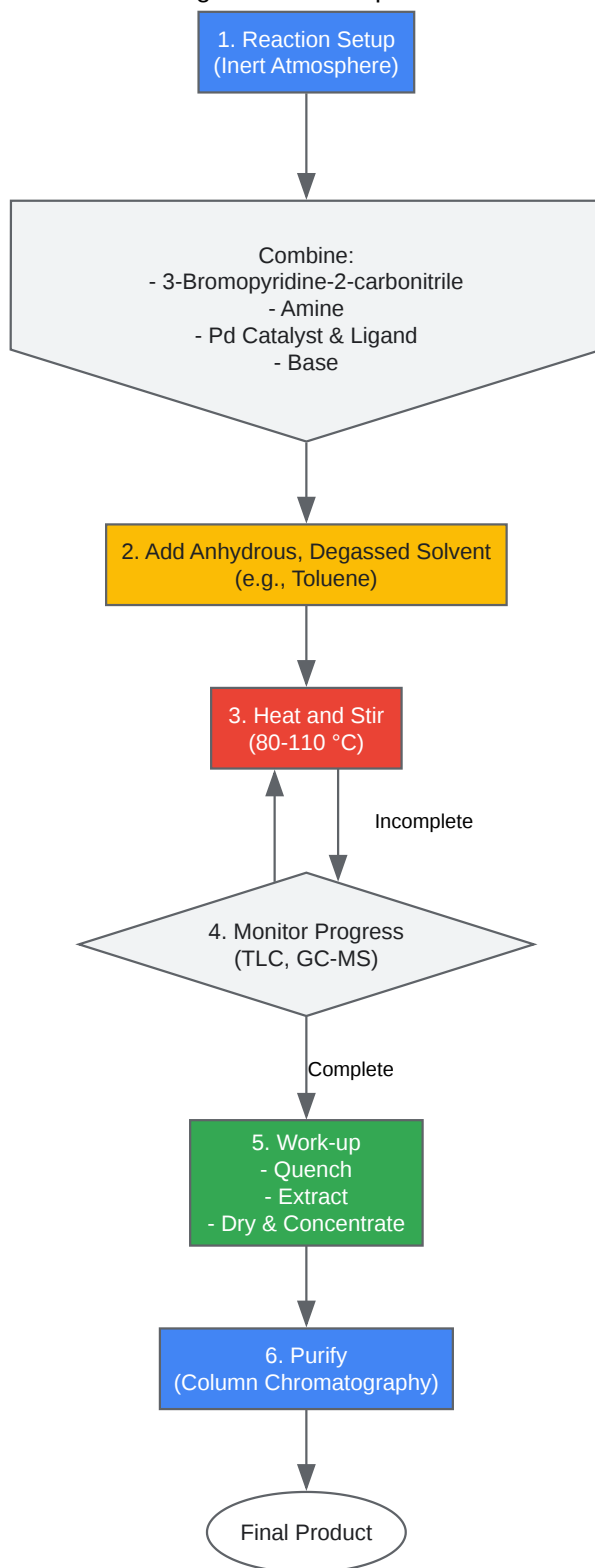 1. Reaction Setup
(Inert Atmosphere)
Combine:
- 3-Bromopyridine-2-carbonitrile
- Amine
- Pd Catalyst & Ligand
- Base
2. Add Anhydrous, Degassed Solvent
(e.g., Toluene)
3. Heat and Stir
(80-110 °C)
Incomplete
4. Monitor Progress
(TLC, GC-MS)
Complete
5. Work-up
- Quench
- Extract
- Dry & Concentrate
6. Purify
(Column Chromatography)
Final Product